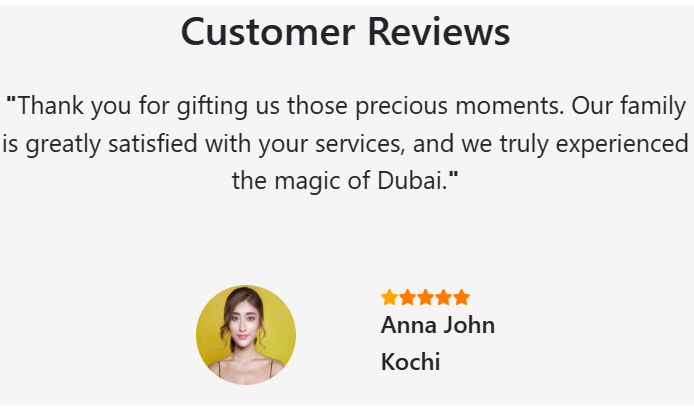 Customer Reviews
"Thank you for gifting us those precious moments. Our family
is greatly satisfied with your services, and we truly experienced
the magic of Dubai."
Anna John
Kochi